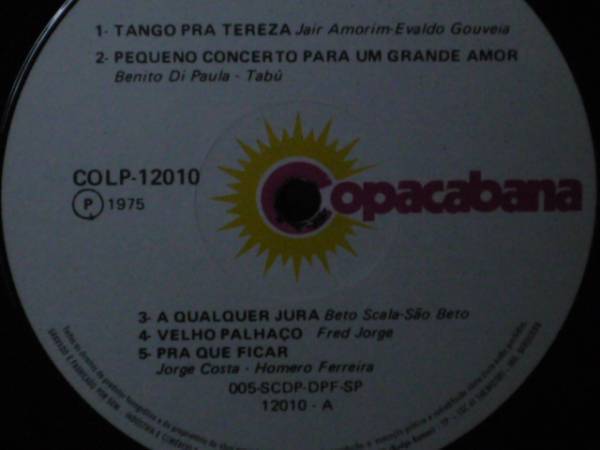 1- TANGO PRA TEREZA Jair Amorim-Evaldo Gouveia
2- PEQUENO CONCERTO PARA UM GRANDE AMOR
Benito Di Paula - Tabú
COLP-12010
P 1975
Copacabana
3- A QUALQUER JURA Beto Scala-São Beto
4- VELHO PALHAÇO Fred Jorge
5- PRA QUE FICAR
Jorge Costa - Homero Ferreira
005-SCDP-DPF-SP
12010 - A